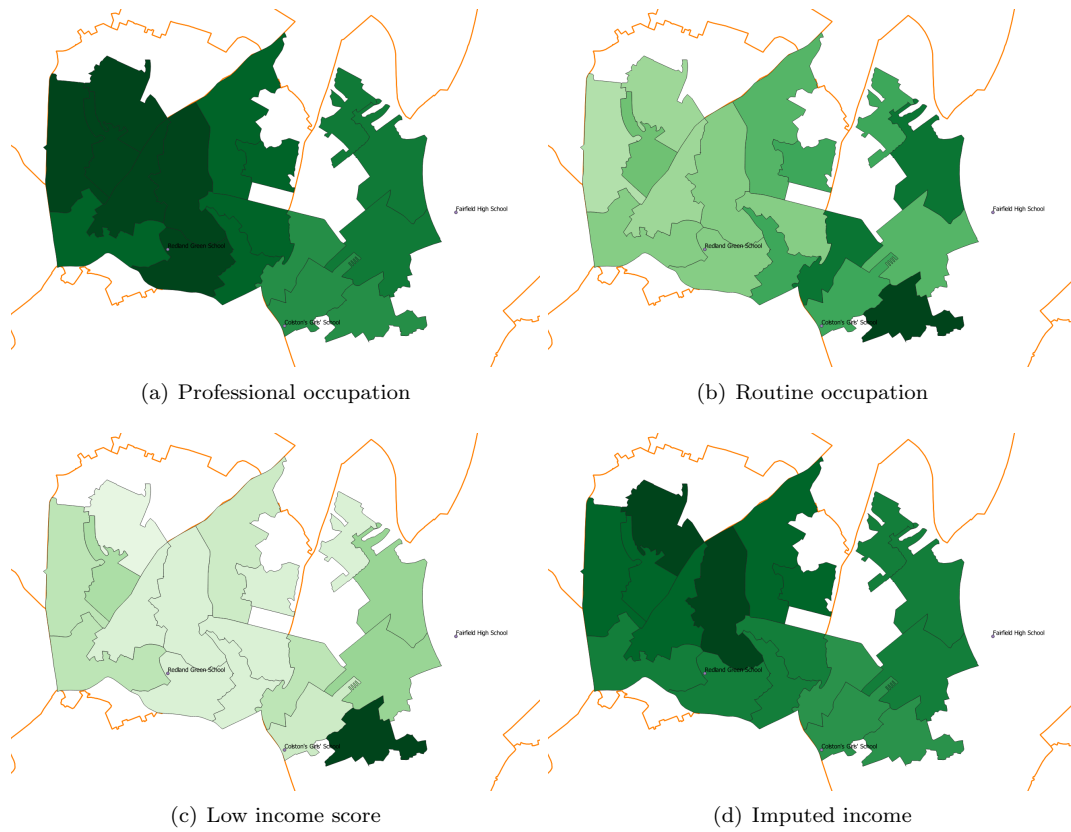 Fairfield High School
Fairfield High School
Redland Green School
Redland Green School
Colston's Girls' School
Colston's Girls' School
(a) Professional occupation
(b) Routine occupation
Fairfield High School
Fairfield High School
Redland Green School
Redland Green School
Colston's Girls' School
Colston's Girls' School
(c) Low income score
(d) Imputed income